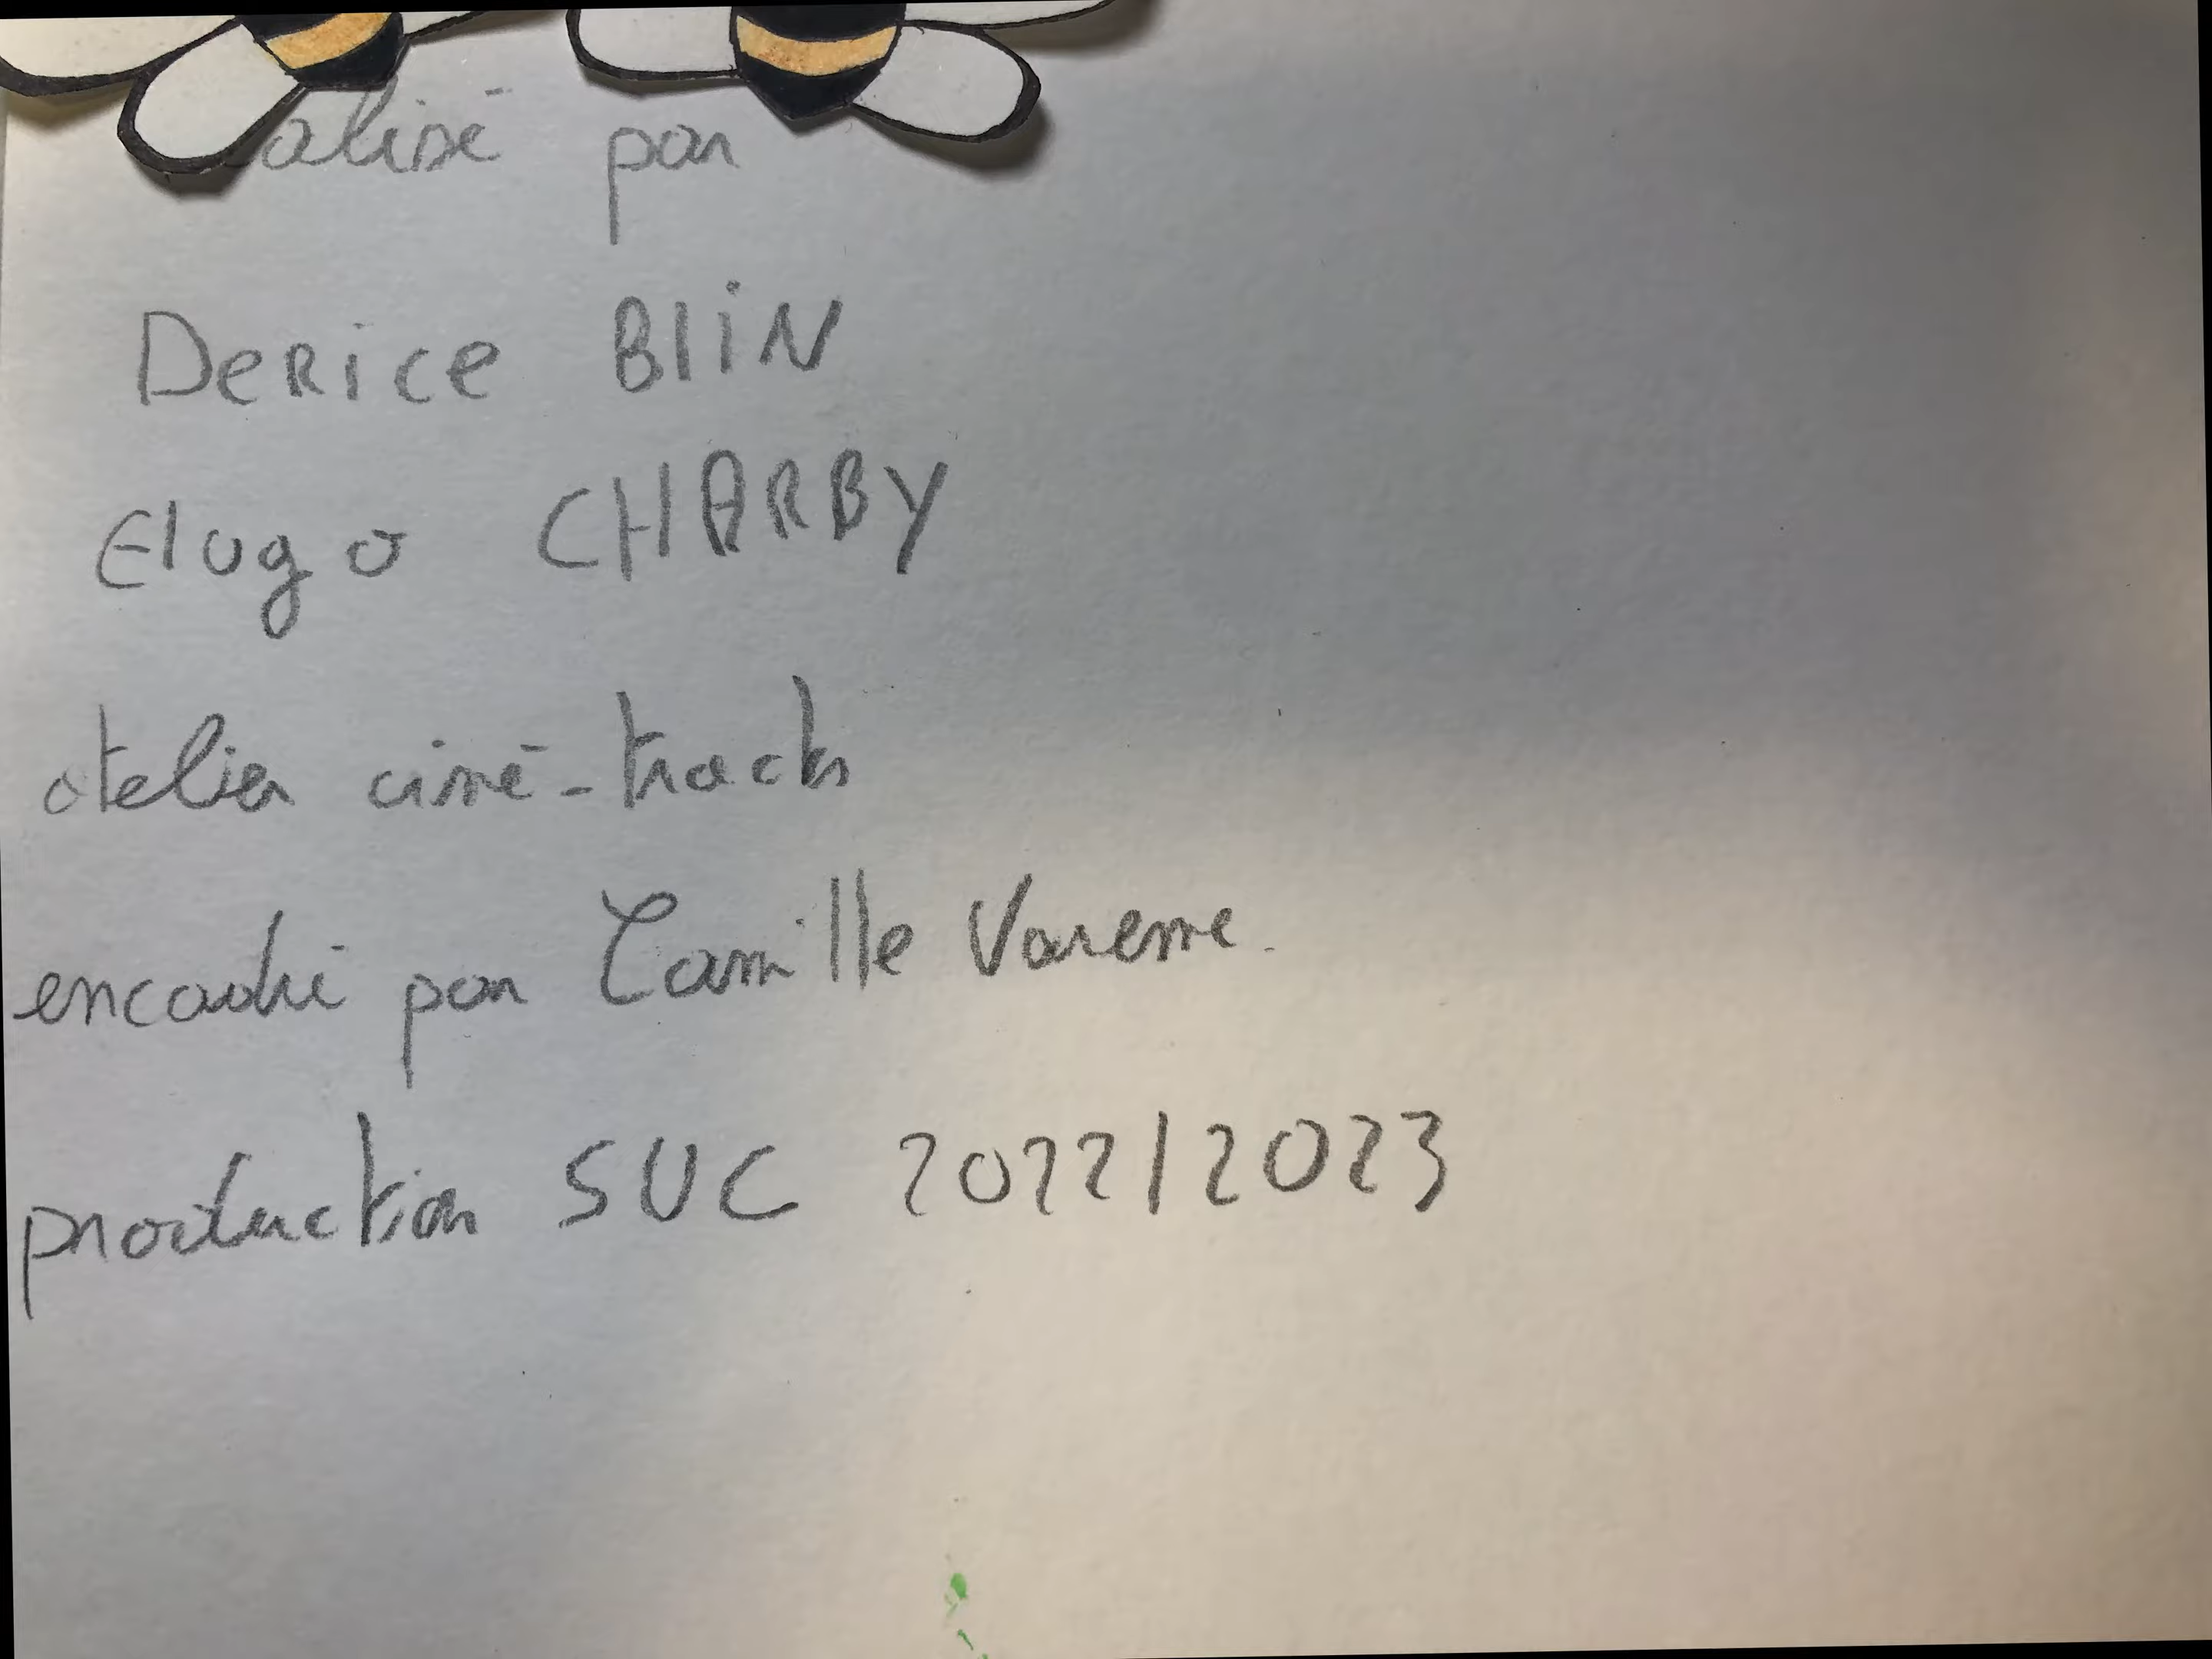 alisé par
Derice BliN
Elugo CHARBY
atelier ciné-tracts
encadré par Camille Varenne.
production SUC 2022/2023